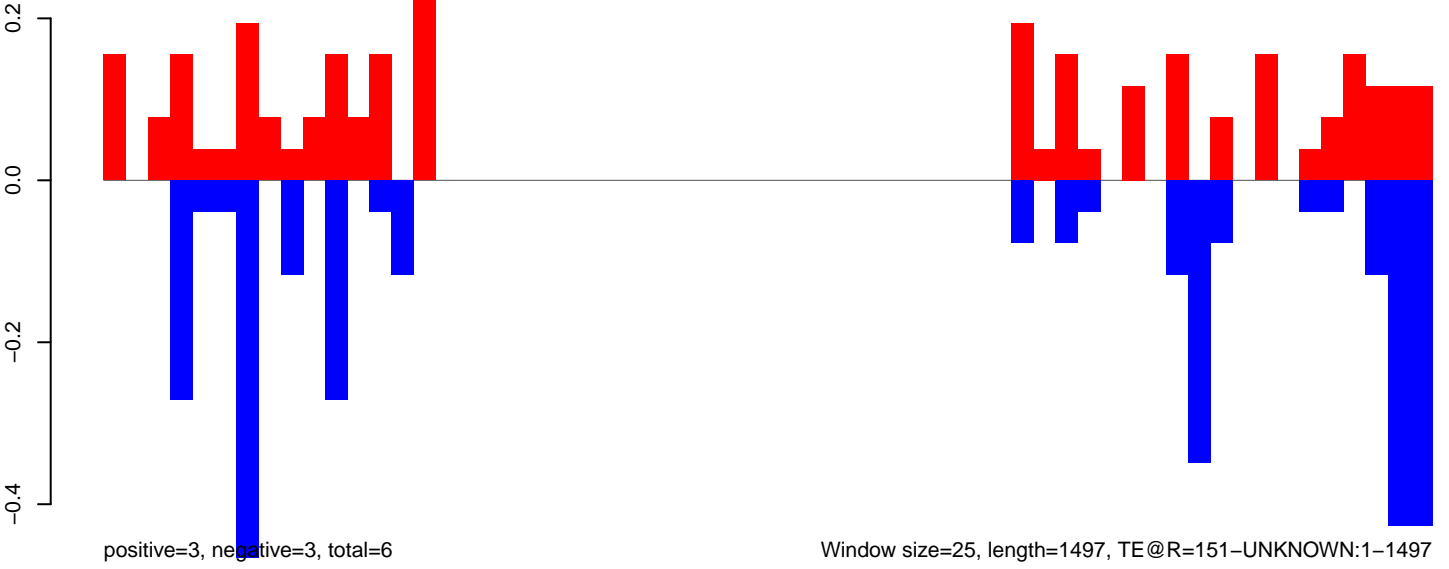 0.2
0.0
−0.2
−0.4
positive=3, negative=3, total=6
Window size=25, length=1497, TE@R=151−UNKNOWN:1−1497